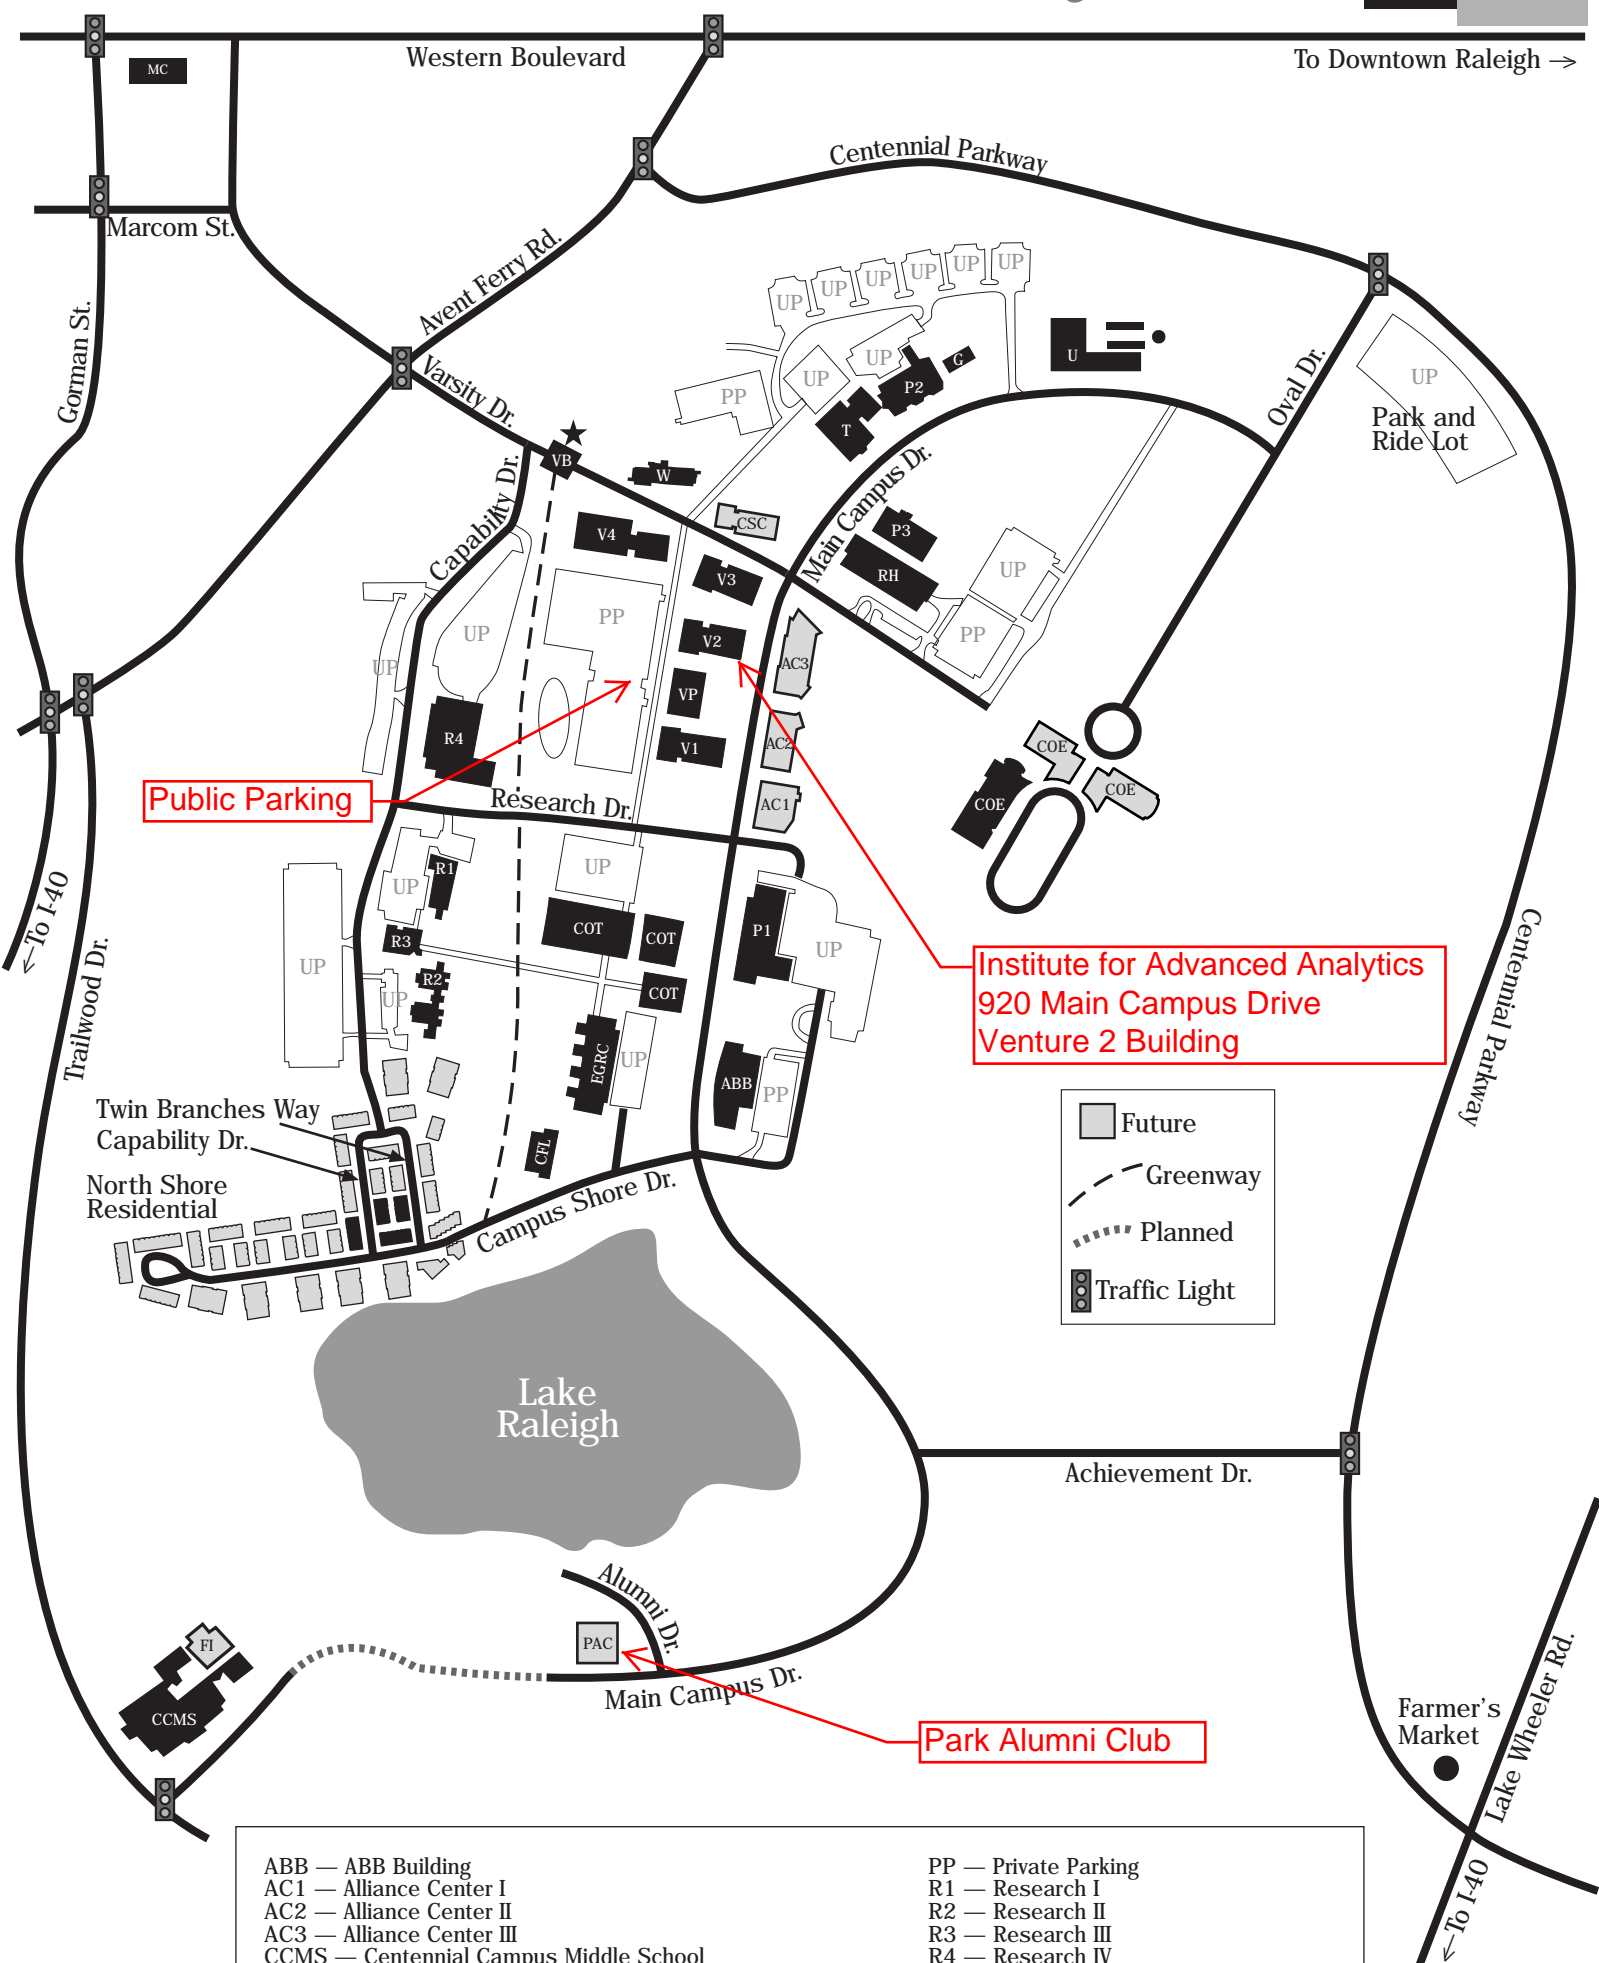 Western Boulevard
To Downtown Raleigh →
MC
Centennial Parkway
Marcom St.
Avent Ferry Rd.
Gorman St.
Varsity Dr.
UP
UP
UP
UP
UP
UP
UP
UP
PP
P2
G
T
U
Oval Dr.
UP
Park and
Ride Lot
VB
W
CSC
Capability Dr.
Main Campus Dr.
V4
V3
P3
RH
UP
PP
UP
UP
PP
V2
AC3
VP
R4
V1
AC2
AC1
COE
COE
COE
Public Parking
Research Dr.
←To I-40
Trailwood Dr.
UP
R1
UP
R3
R2
UP
UP
COT
COT
COT
P1
UP
EGRC
UP
ABB
PP
CFL
Centennial Parkway
Institute for Advanced Analytics
920 Main Campus Drive
Venture 2 Building
Twin Branches Way
Capability Dr.
North Shore
Residential
Campus Shore Dr.
Future
Greenway
Planned
Traffic Light
Lake
Raleigh
Achievement Dr.
Alumni Dr.
PAC
FI
CCMS
Main Campus Dr.
Park Alumni Club
Farmer's
Market
Lake Wheeler Rd.
←To I-40
ABB — ABB Building
AC1 — Alliance Center I
AC2 — Alliance Center II
AC3 — Alliance Center III
CCMS — Centennial Campus Middle School
PP — Private Parking
R1 — Research I
R2 — Research II
R3 — Research III
R4 — Research IV